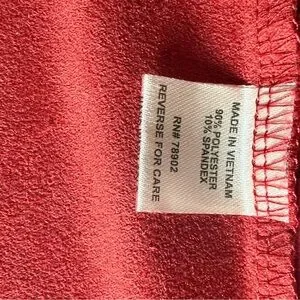 MADE IN VIETNAM
90% POLYESTER
10% SPANDEX
RN# 78902
REVERSE FOR CARE